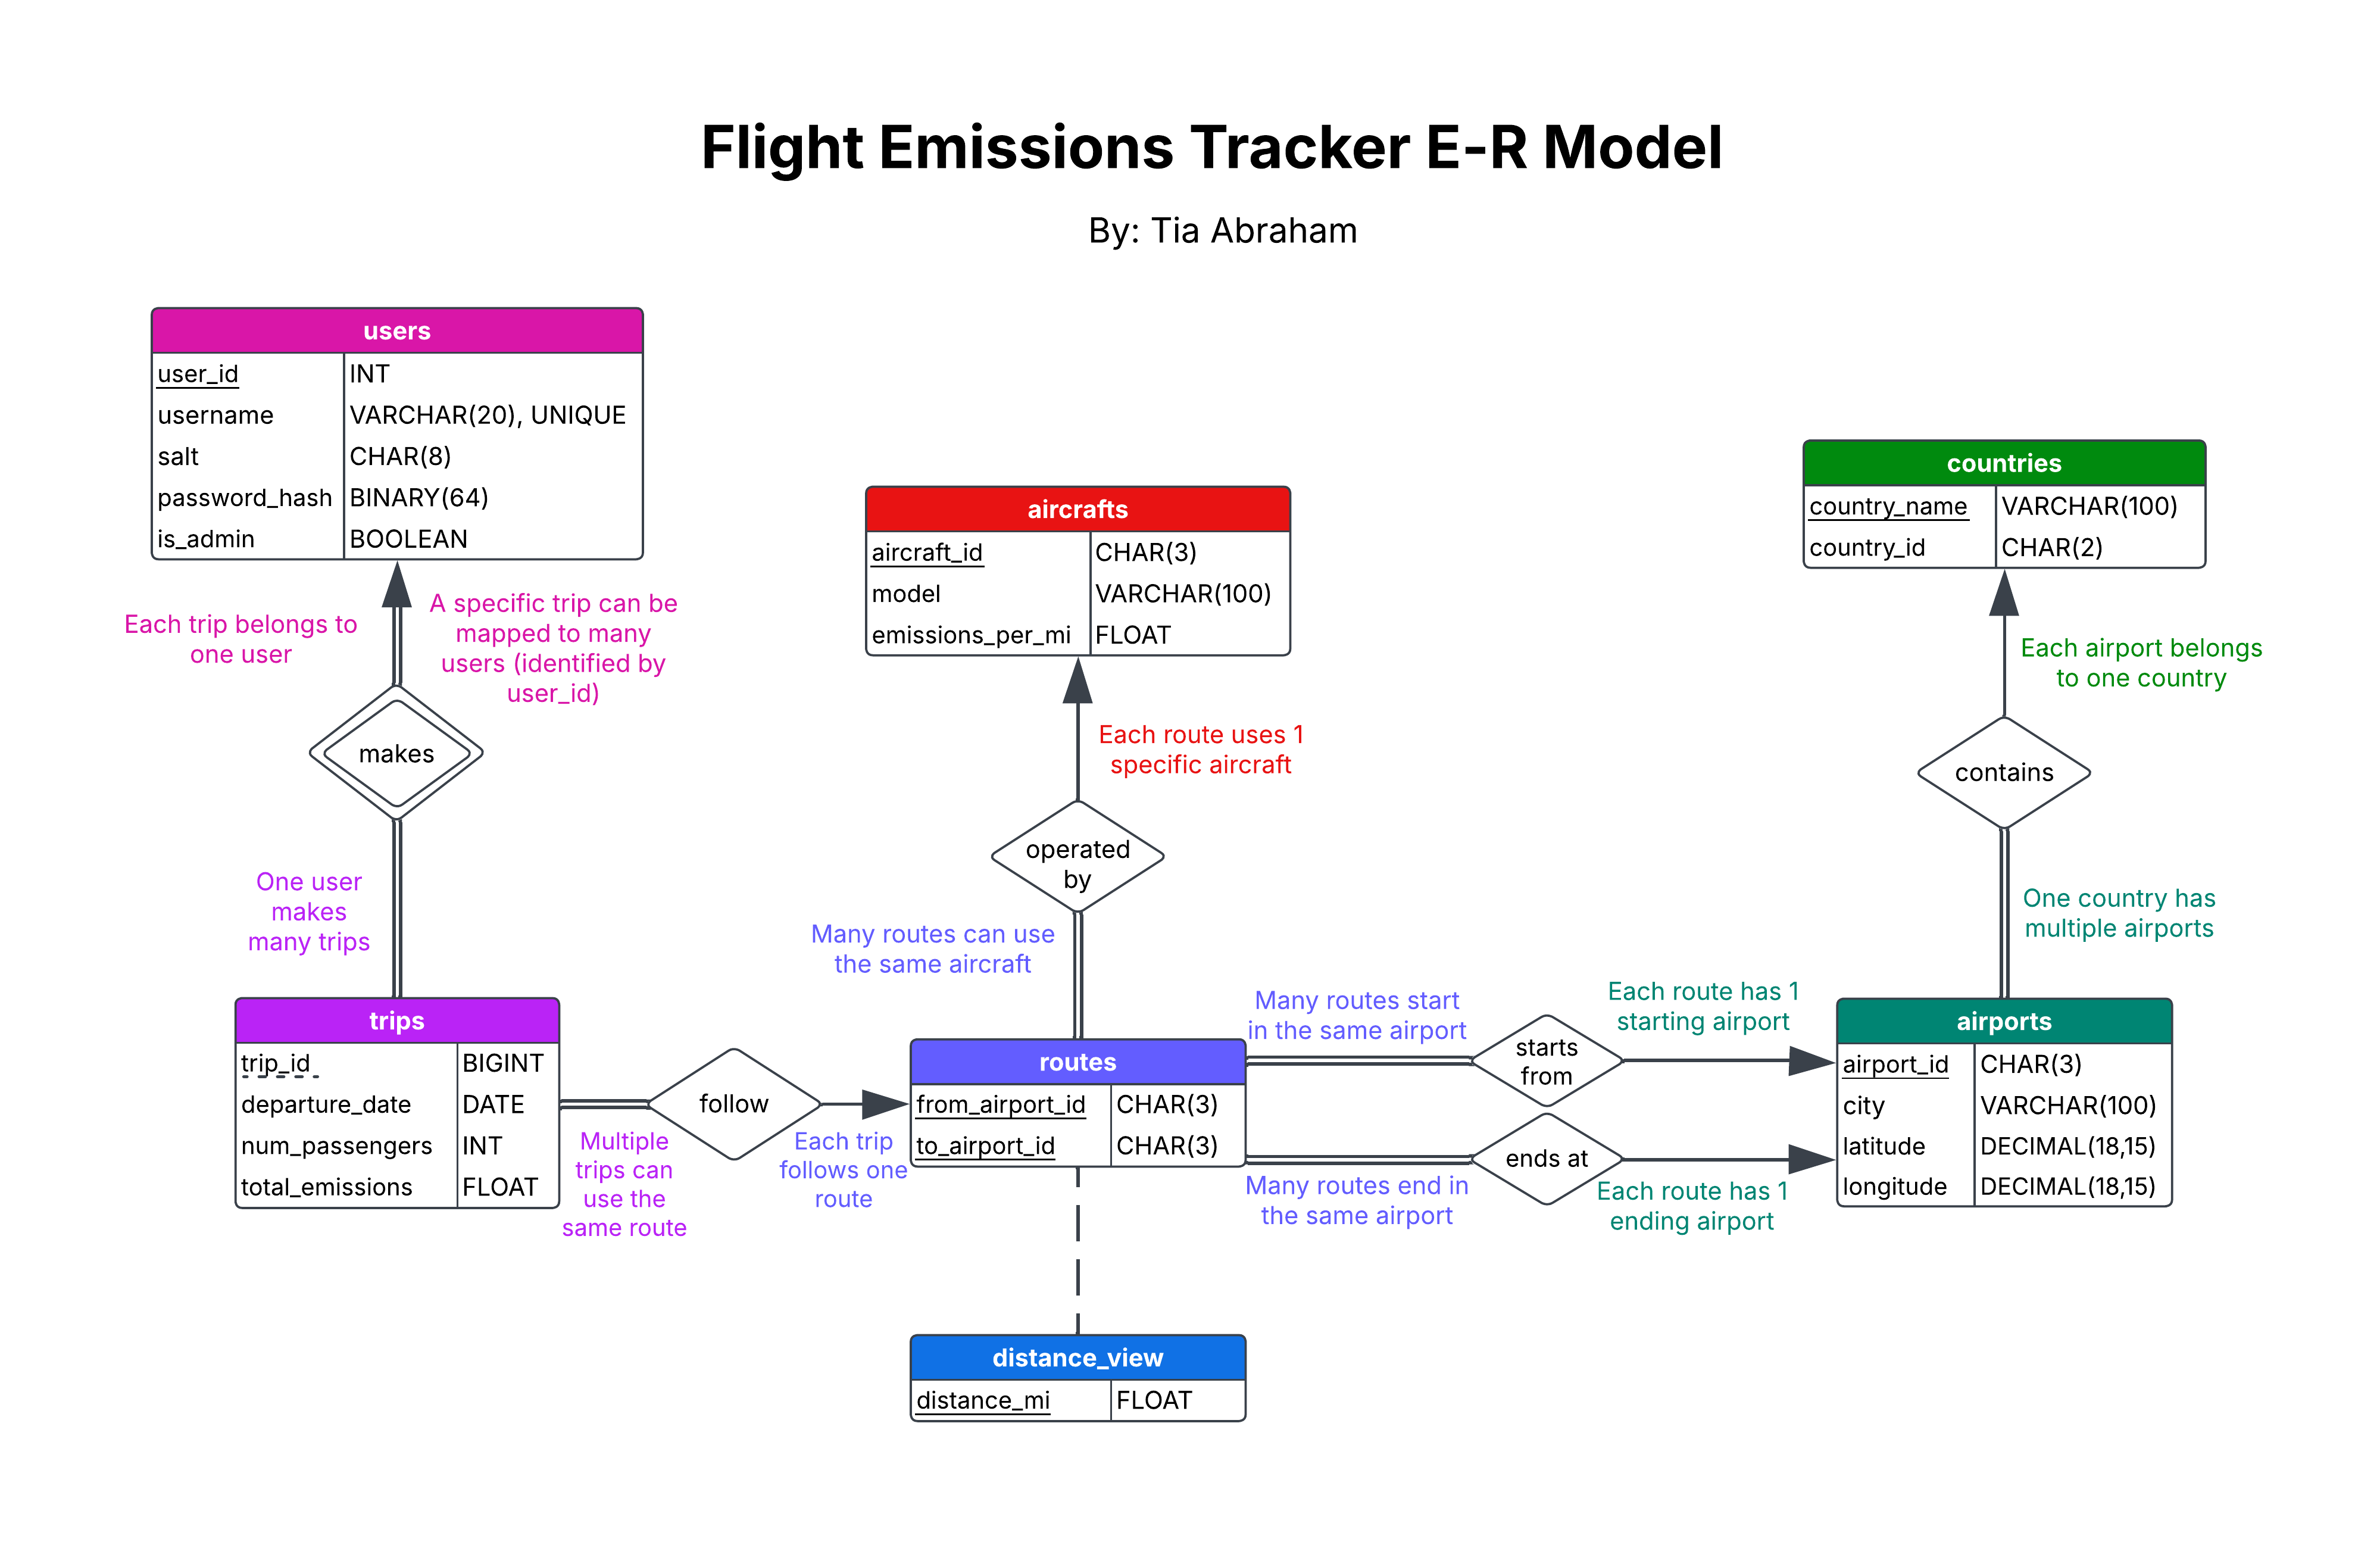 Flight Emissions Tracker E-R Model
By: Tia Abraham
users
user_id INT
username VARCHAR(20), UNIQUE
salt CHAR(8)
password_hash BINARY(64)
is_admin BOOLEAN
Each trip belongs to
one user
A specific trip can be
mapped to many
users (identified by
user_id)
makes
One user
makes
many trips
trips
trip_id BIGINT
departure_date DATE
num_passengers INT
total_emissions FLOAT
Multiple
trips can
use the
same route
follow
Each trip
follows one
route
aircrafts
aircraft_id CHAR(3)
model VARCHAR(100)
emissions_per_mi FLOAT
Each route uses 1
specific aircraft
operated
by
Many routes can use
the same aircraft
routes
from_airport_id CHAR(3)
to_airport_id CHAR(3)
distance_view
distance_mi FLOAT
Many routes start
in the same airport
starts
from
Each route has 1
starting airport
Many routes end in
the same airport
ends at
Each route has 1
ending airport
countries
country_name VARCHAR(100)
country_id CHAR(2)
Each airport belongs
to one country
contains
One country has
multiple airports
airports
airport_id CHAR(3)
city VARCHAR(100)
latitude DECIMAL(18,15)
longitude DECIMAL(18,15)